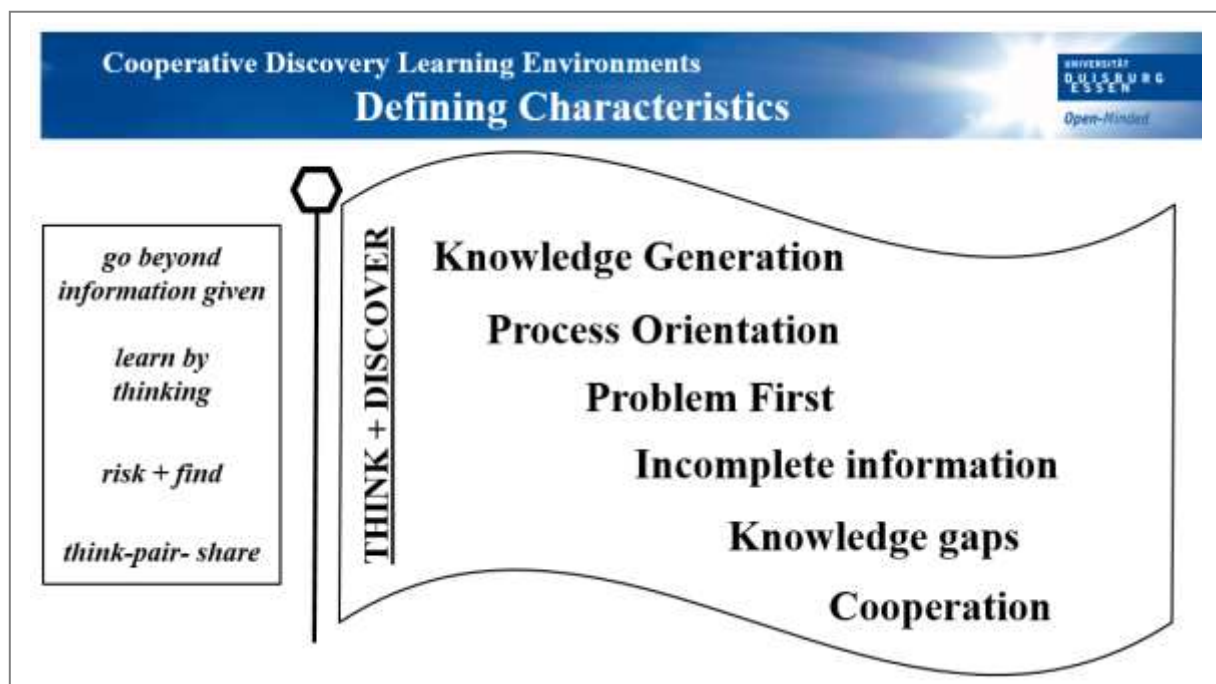 Cooperative Discovery Learning Environments
Defining Characteristics
UNIVERSITÄT
DUISBURG
ESSEN
Open-Minded
go beyond
information given
learn by
thinking
risk + find
think-pair- share
THINK + DISCOVER
Knowledge Generation
Process Orientation
Problem First
Incomplete information
Knowledge gaps
Cooperation